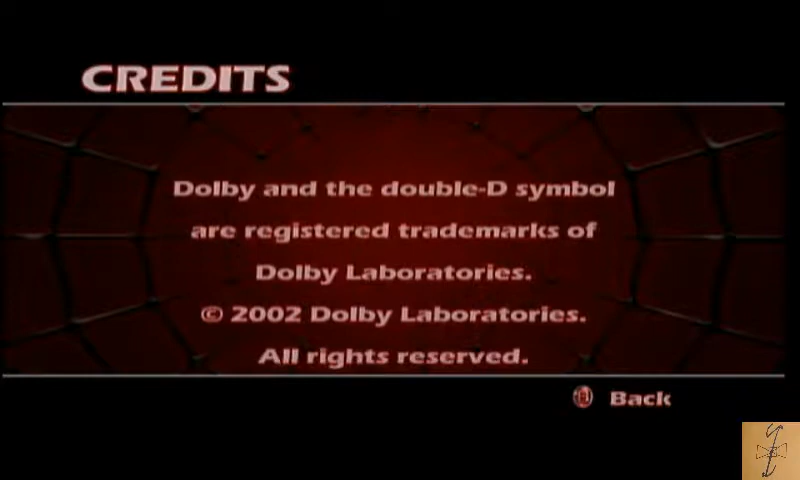 CREDITS
Dolby and the double-D symbol
are registered trademarks of
Dolby Laboratories.
© 2002 Dolby Laboratories.
All rights reserved.
B Back